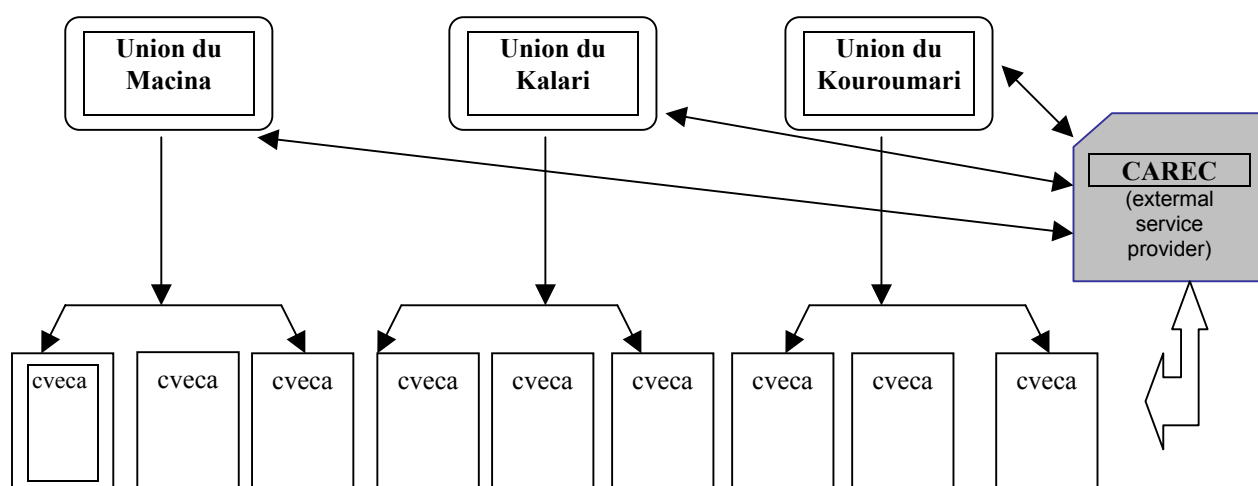 Union du
Macina
Union du
Kalari
Union du
Kouroumari
CAREC
(extermal
service
provider)
cveca
cveca
cveca
cveca
cveca
cveca
cveca
cveca
cveca